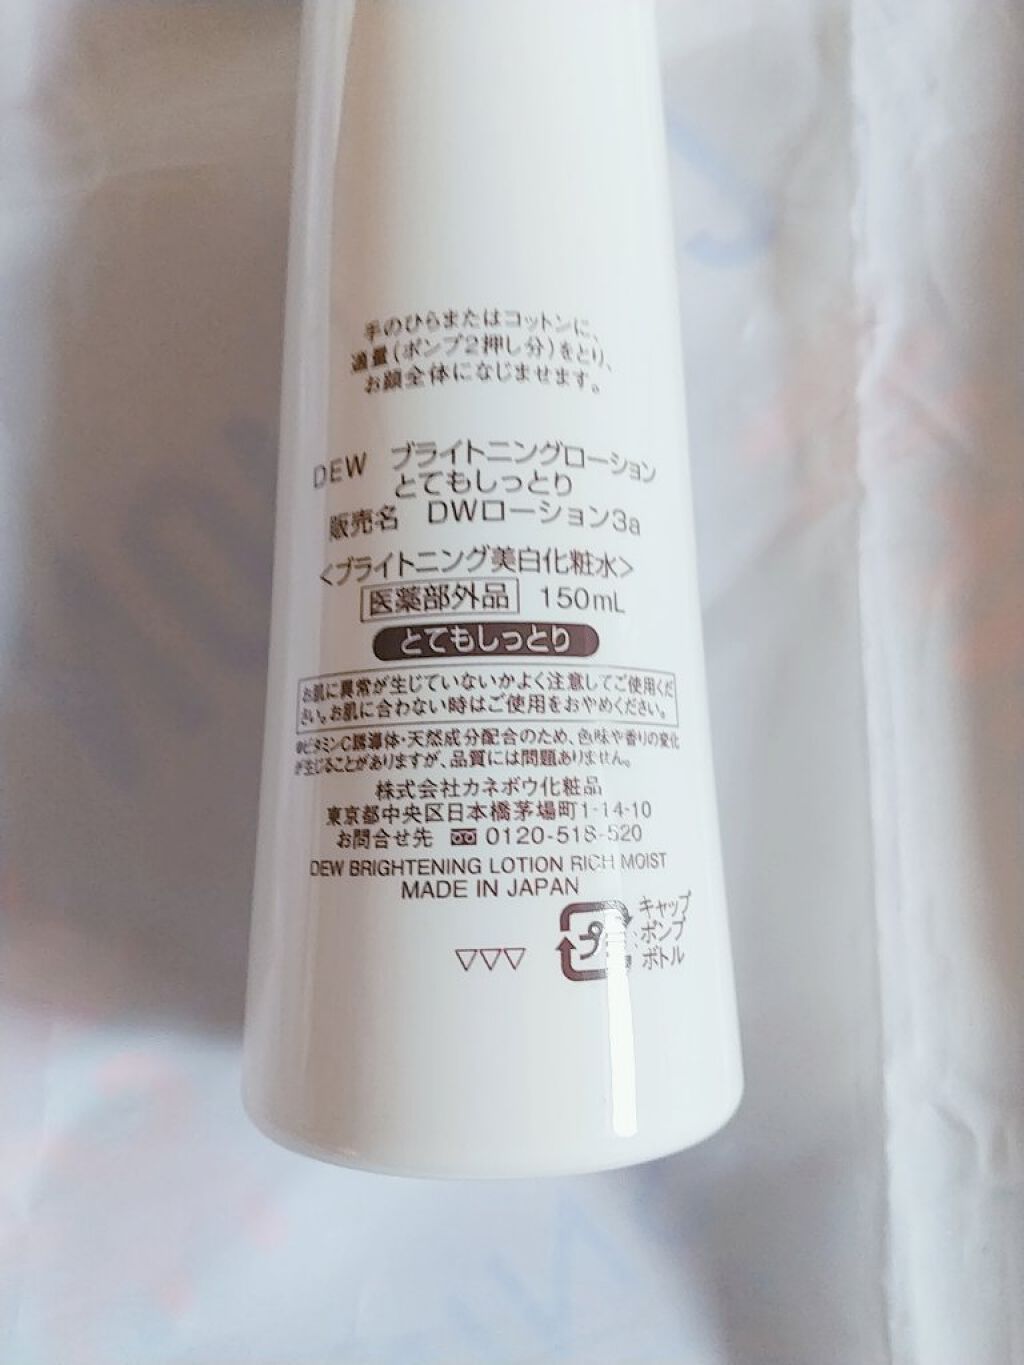 手のひらまたはコットンに、
適量(ポンプ2押し分)をとり、
お顔全体になじませます。
DEW ブライトニングローション
とてもしっとり
販売名 DWローション3a
<ブライトニング美白化粧水>
医薬部外品 150mL
とてもしっとり
お肌に異常が生じていないかよく注意してご使用くだ
さい。お肌に合わない時はご使用をおやめください。
●ビタミンC誘導体・天然成分配合のため、色味や香りの変化
が生じることがありますが、品質には問題ありません。
株式会社カネボウ化粧品
東京都中央区日本橋茅場町1-14-10
お問合せ先 0120-518-520
DEW BRIGHTENING LOTION RICH MOIST
MADE IN JAPAN
プラ
キャップ
ポンプ
ボトル
▽▽▽